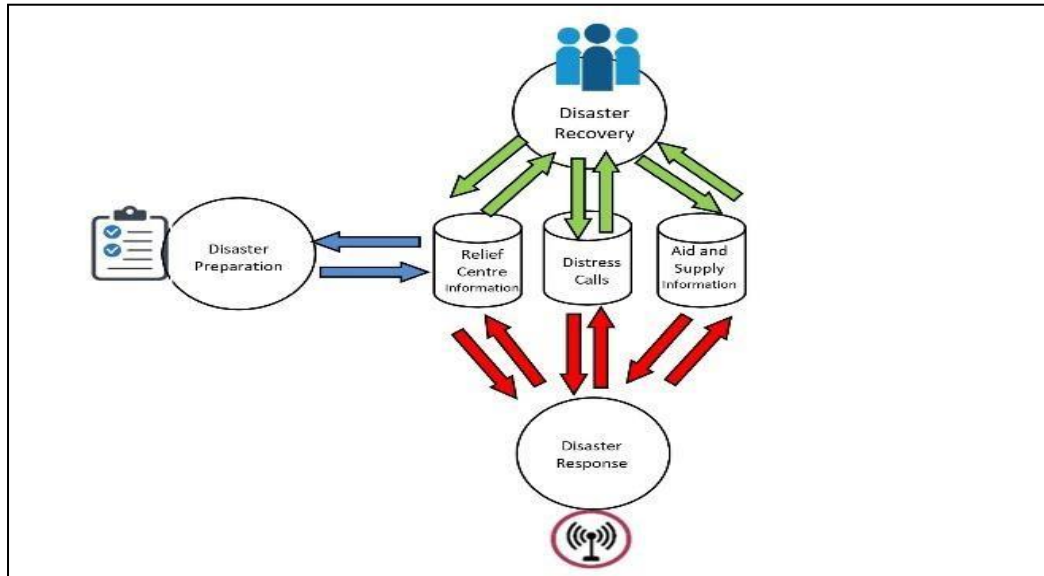 Disaster
Recovery
Disaster
Preparation
Relief
Centre
Information
Distress
Calls
Aid and
Supply
Information
Disaster
Response